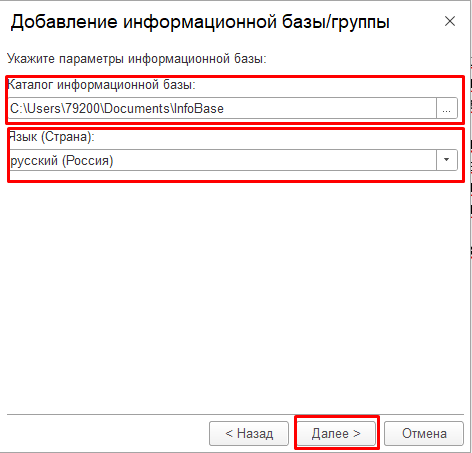 Добавление информационной базы/группы
Укажите параметры информационной базы:
Каталог информационной базы:
C:\Users\79200\Documents\InfoBase ...
Язык (Страна):
русский (Россия)
< Назад Далее > Отмена